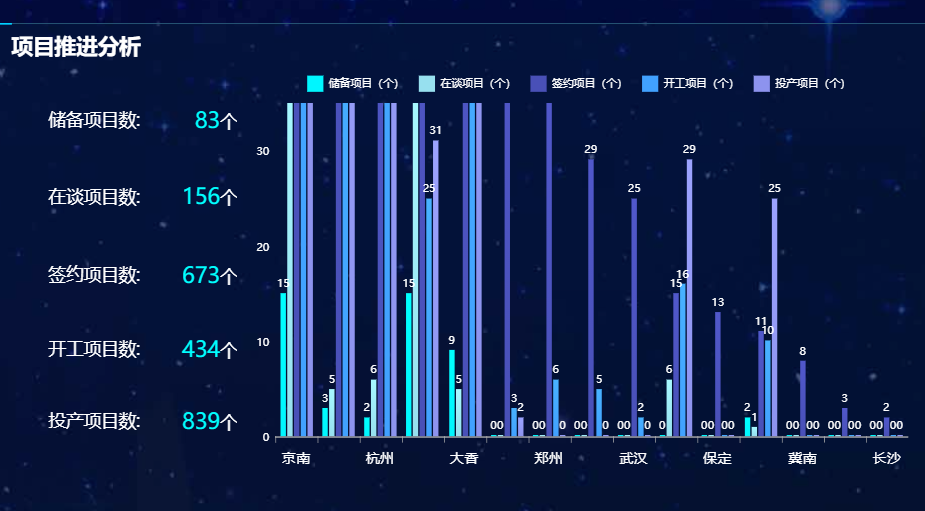 项目推进分析
储备项目(个) 在谈项目(个) 签约项目(个) 开工项目(个) 投产项目(个)
储备项目数: 83个
在谈项目数: 156个
签约项目数: 673个
开工项目数: 434个
投产项目数: 839个
30
20
10
0
15
3 5
2 6
15 25 31
9 5
0 0 3 2
0 0 6 0
0 0 29 5 0
0 0 25 2 0
0 6 15 16 29
0 0 13 0 0
2 1 11 10 25
0 0 8 0 0
0 0 3 0 0
0 0 2 0 0
京南 杭州 大香 郑州 武汉 保定 冀南 长沙